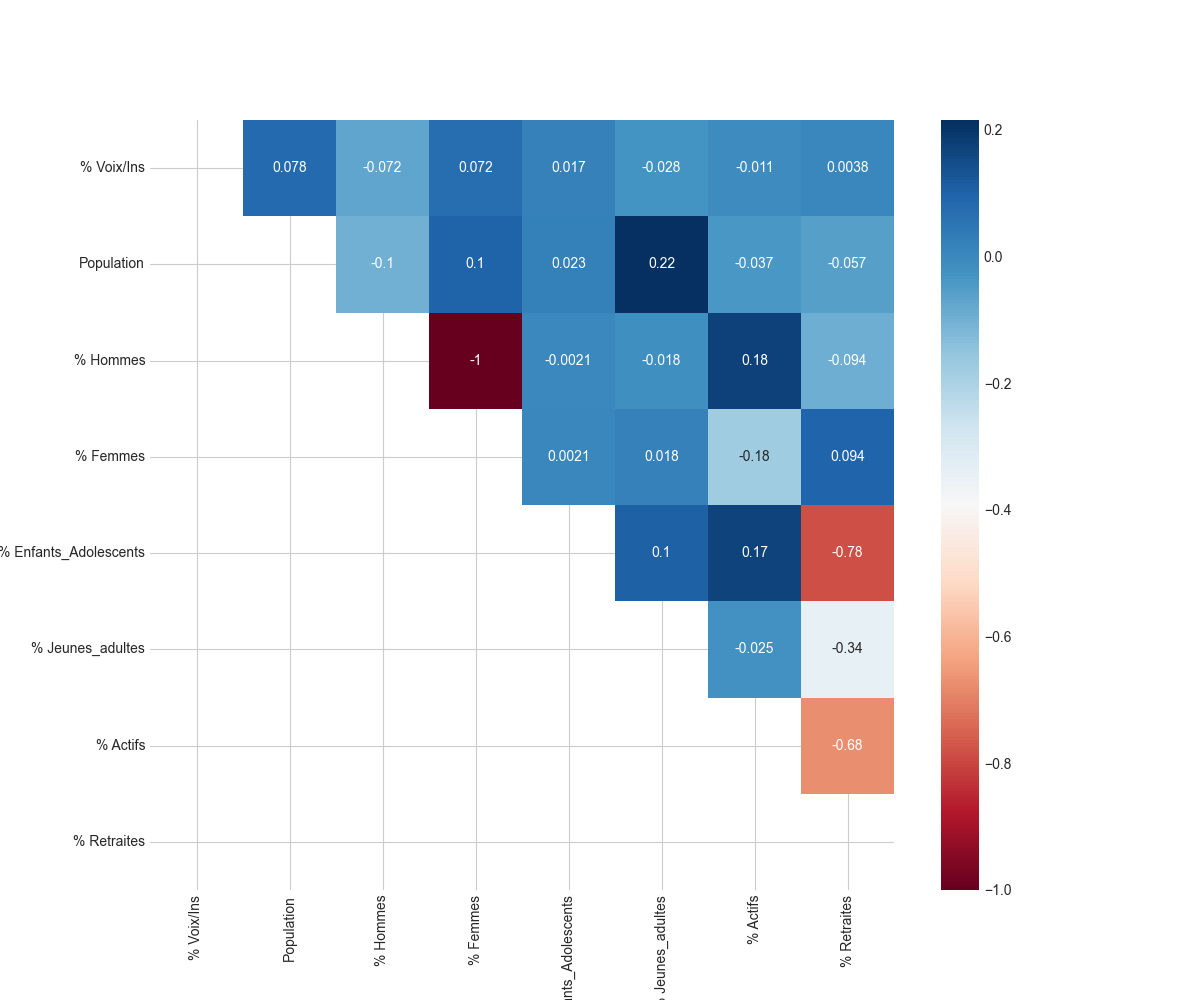 % Voix/Ins 0.078 -0.072 0.072 0.017 -0.028 -0.011 0.0038
Population -0.1 0.1 0.023 0.22 -0.037 -0.057
% Hommes -1 -0.0021 -0.018 0.18 -0.094
% Femmes 0.0021 0.018 -0.18 0.094
% Enfants_Adolescents 0.1 0.17 -0.78
% Jeunes_adultes -0.025 -0.34
% Actifs -0.68
% Retraites
% Voix/Ins
Population
% Hommes
% Femmes
nts_Adolescents
% Jeunes_adultes
% Actifs
% Retraites
0.2
0.0
−0.2
−0.4
−0.6
−0.8
−1.0